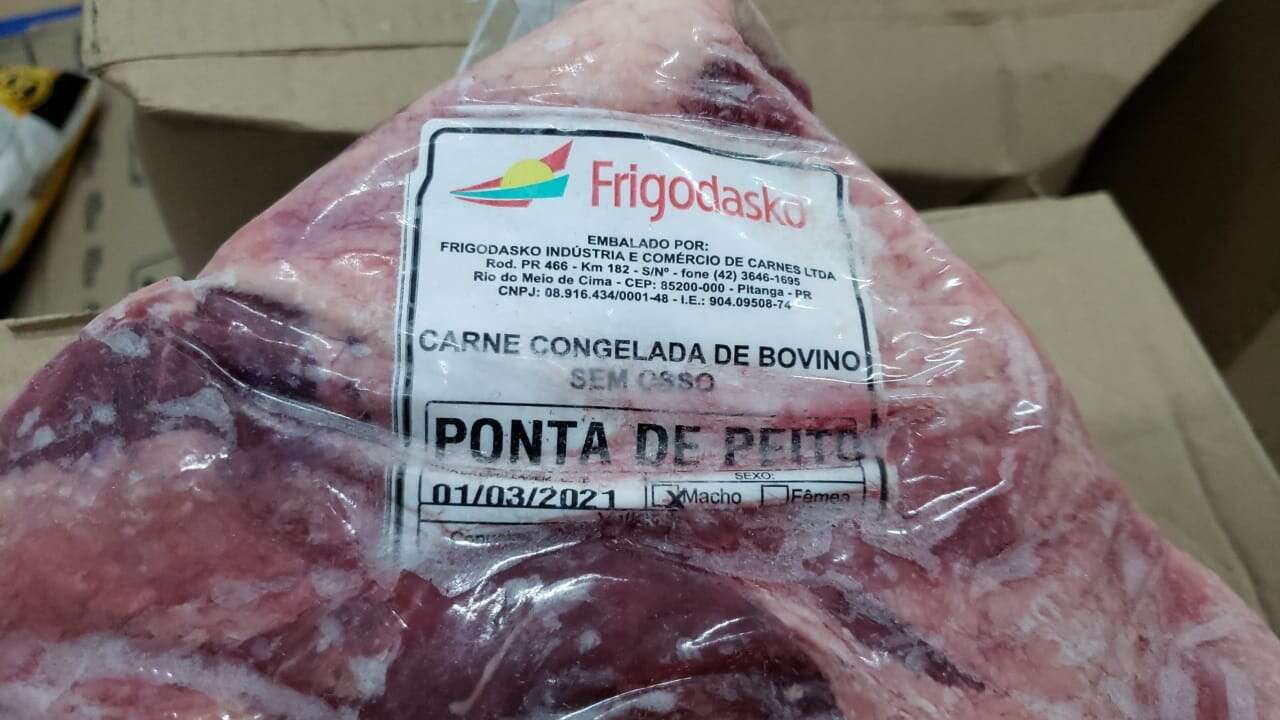 Frigodasko
EMBALADO POR:
FRIGODASKO INDÚSTRIA E COMÉRCIO DE CARNES LTDA
Rod. PR 466 - Km 182 - S/Nº - fone (42) 3646-1695
Rio do Meio de Cima - CEP: 85200-000 - Pitanga - PR
CNPJ: 08.916.434/0001-48 - I.E.: 904.09508-74
CARNE CONGELADA DE BOVINO
SEM OSSO
PONTA DE PEITO
SEXO:
01/03/2021 X Macho Fêmea